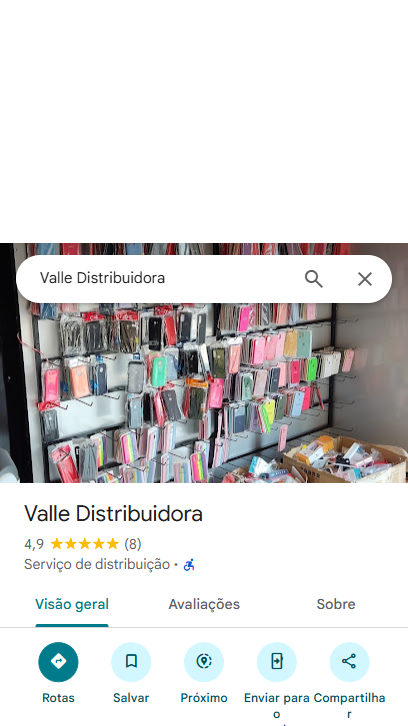 Valle Distribuidora
Valle Distribuidora
4,9 (8)
Serviço de distribuição ·
Visão geral Avaliações Sobre
Rotas Salvar Próximo Enviar para Compartilha
o r